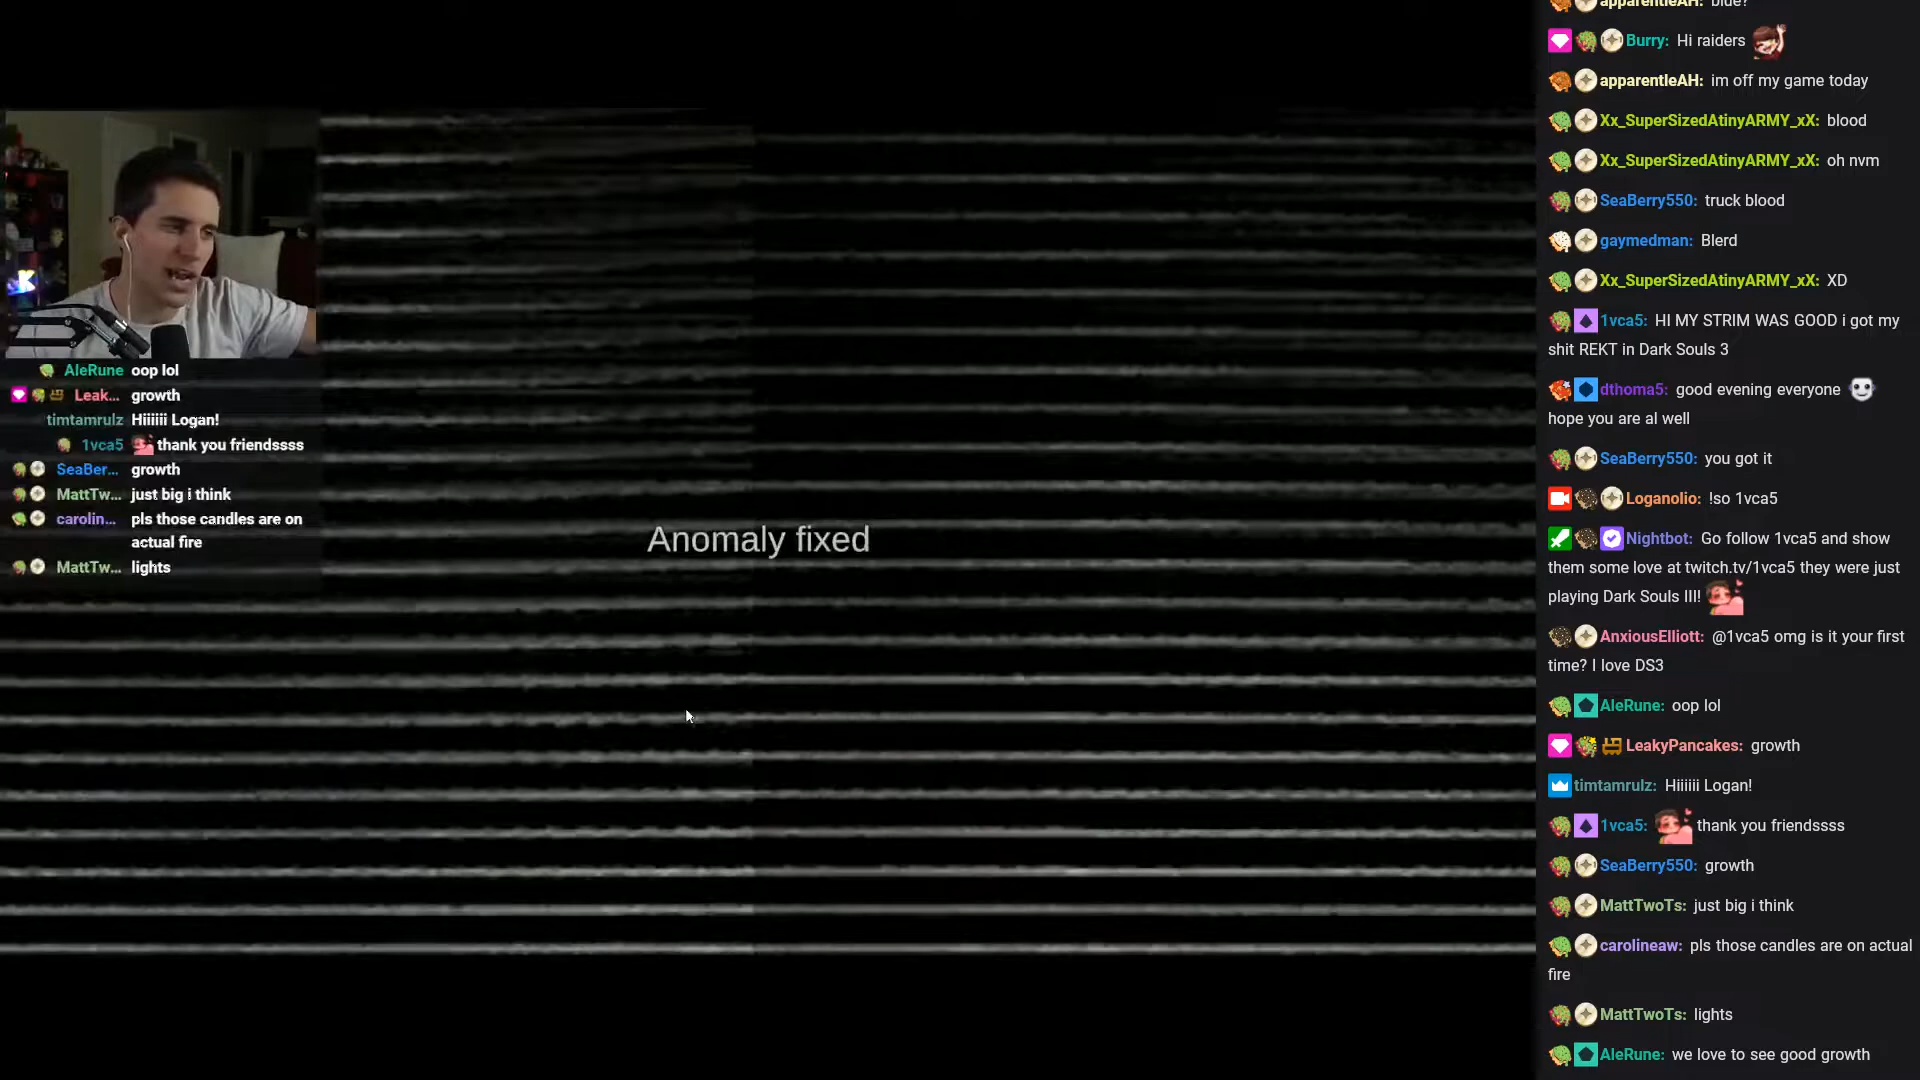 AleRune oop lol
Leak... growth
timtamrulz Hiiiiii Logan!
1vca5 thank you friendssss
SeaBer... growth
MattTw... just big i think
carolin... pls those candles are on
actual fire
MattTw... lights
Anomaly fixed
apparentleAH: blue?
Burry: Hi raiders
apparentleAH: im off my game today
Xx_SuperSizedAtinyARMY_xX: blood
Xx_SuperSizedAtinyARMY_xX: oh nvm
SeaBerry550: truck blood
gaymedman: Blerd
Xx_SuperSizedAtinyARMY_xX: XD
1vca5: HI MY STRIM WAS GOOD i got my
shit REKT in Dark Souls 3
dthoma5: good evening everyone
hope you are al well
SeaBerry550: you got it
Loganolio: !so 1vca5
Nightbot: Go follow 1vca5 and show
them some love at twitch.tv/1vca5 they were just
playing Dark Souls III!
AnxiousElliott: @1vca5 omg is it your first
time? I love DS3
AleRune: oop lol
LeakyPancakes: growth
timtamrulz: Hiiiiii Logan!
1vca5: thank you friendssss
SeaBerry550: growth
MattTwoTs: just big i think
carolineaw: pls those candles are on actual
fire
MattTwoTs: lights
AleRune: we love to see good growth